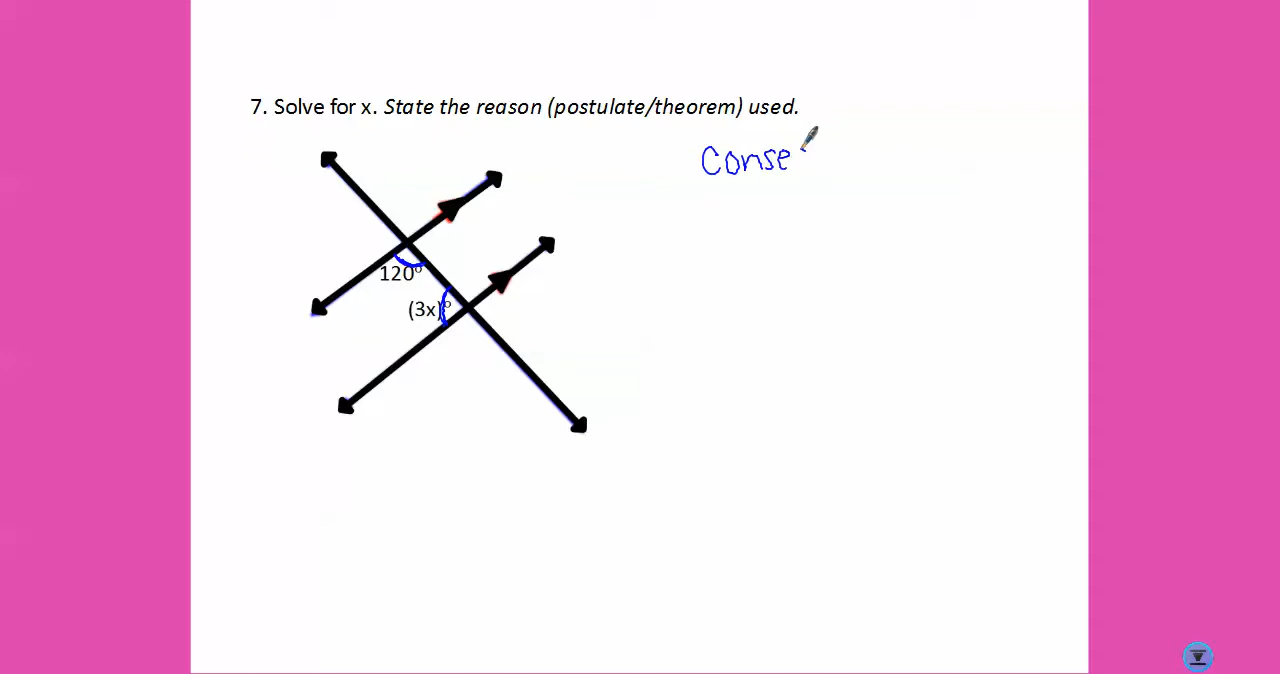 7. Solve for x. State the reason (postulate/theorem) used.
Conse
120°
(3x)°